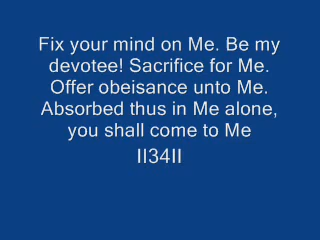 Fix your mind on Me. Be my
devotee! Sacrifice for Me.
Offer obeisance unto Me.
Absorbed thus in Me alone,
you shall come to Me
II34II